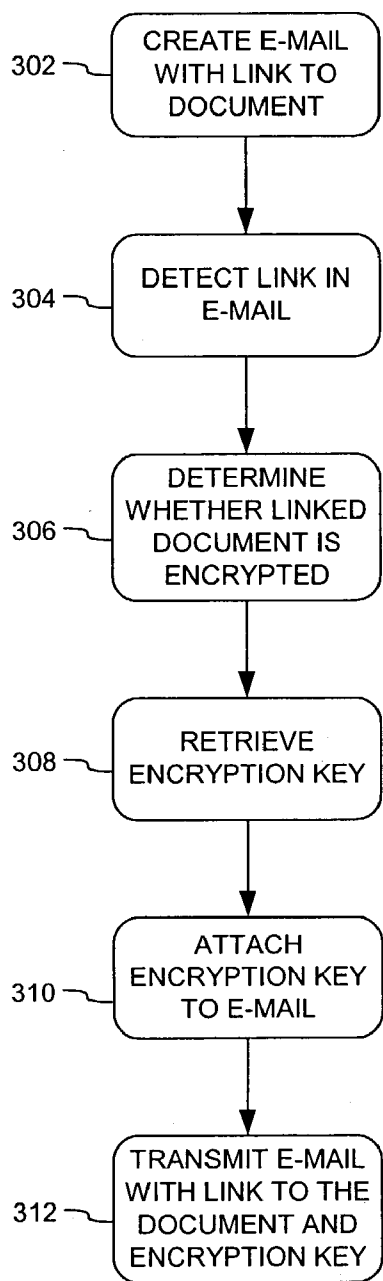 CREATE E-MAIL
302
WITH LINK TO
DOCUMENT
304
DETECT LINK IN
E-MAIL
DETERMINE
WHETHER LINKED
306
DOCUMENT IS
ENCRYPTED
308
RETRIEVE
ENCRYPTION KEY
ATTACH
ENCRYPTION KEY
310
TO E-MAIL
TRANSMIT E-MAIL
WITH LINK TO THE
312
DOCUMENT AND
ENCRYPTION KEY